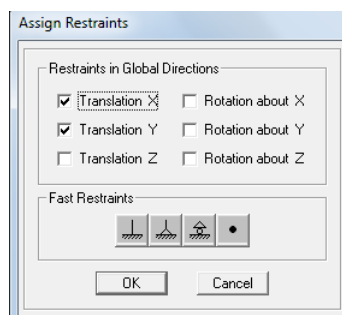 Assign Restraints
Restraints in Global Directions
Translation X Rotation about X
Translation Y Rotation about Y
Translation Z Rotation about Z
Fast Restraints
OK Cancel